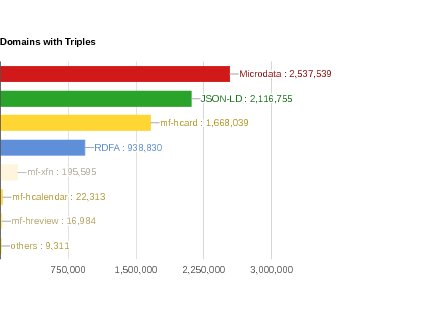 Domains with Triples
Microdata : 2,537,539
JSON-LD : 2,116,755
mf-hcard : 1,668,039
RDFA : 938,830
mf-xfn : 195,595
mf-hcalendar : 22,313
mf-hreview : 16,984
others : 9,311
750,000 1,500,000 2,250,000 3,000,000